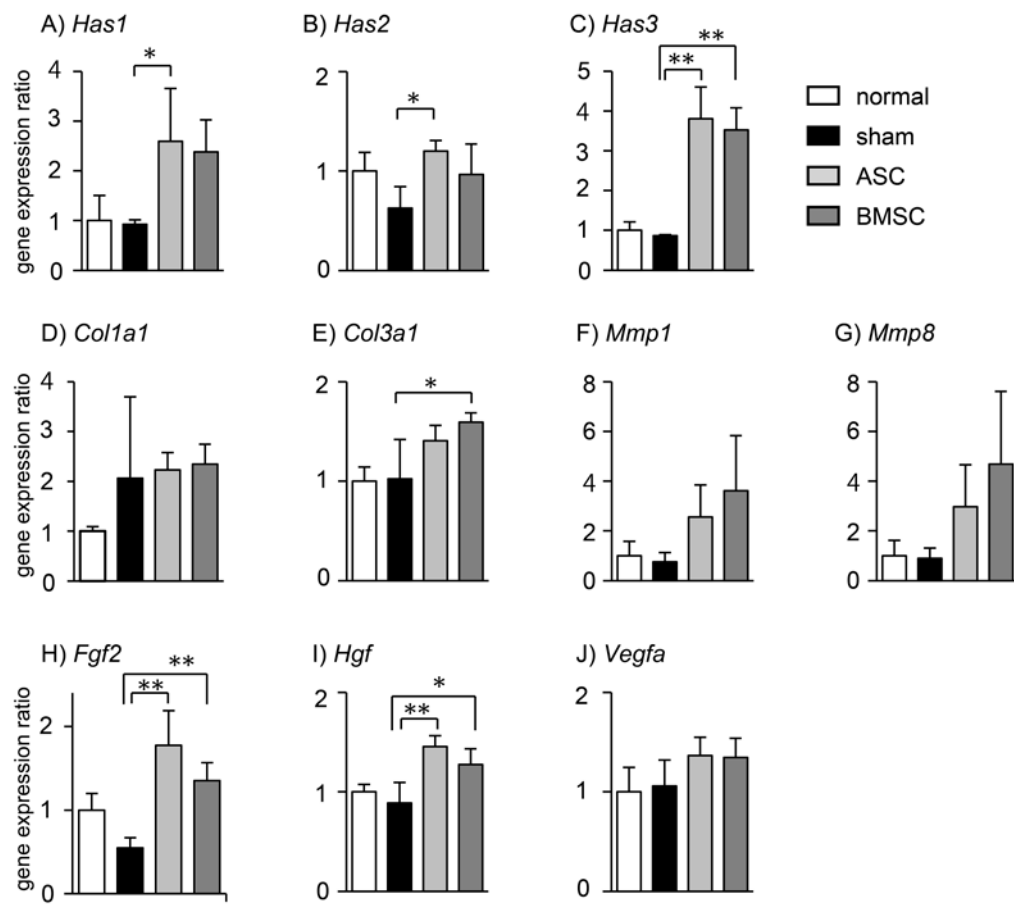 A) Has1
B) Has2
C) Has3
gene expression ratio
4
3
2
1
0
*
2
1
0
*
5
4
3
2
1
0
**
**
normal
sham
ASC
BMSC
D) Col1a1
E) Col3a1
F) Mmp1
G) Mmp8
gene expression ratio
4
3
2
1
0
2
1
0
*
8
6
4
2
0
8
6
4
2
0
H) Fgf2
I) Hgf
J) Vegfa
gene expression ratio
2
1
0
**
**
2
1
0
**
*
2
1
0